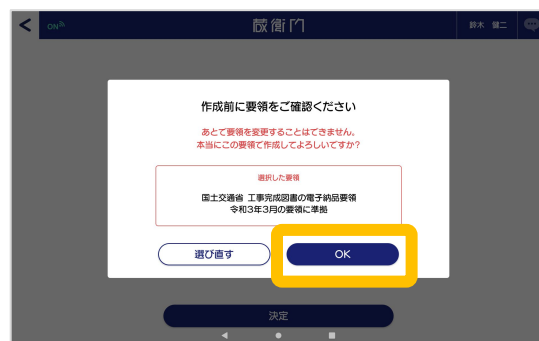 ON
蔵衛門
鈴木 健二
作成前に要領をご確認ください
あとで要領を変更することはできません。
本当にこの要領で作成してよろしいですか?
選択した要領
国土交通省 工事完成図書の電子納品要領
令和3年3月の要領に準拠
選び直す
OK
決定